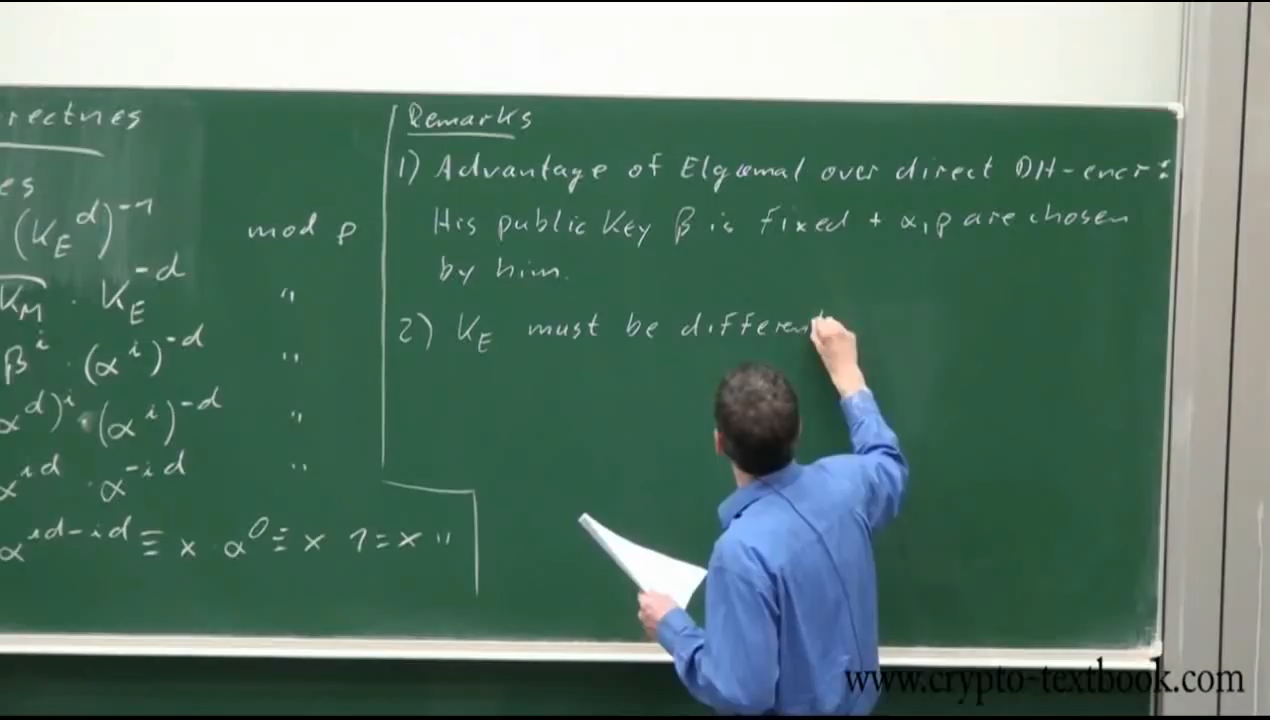 rectnes
es
(K_E^d)^-1 mod p
K_M · K_E^-d "
β^i · (α^i)^-d "
α^d)^i · (α^i)^-d "
α^id · α^-id "
α^id-id ≡ x · α^0 ≡ x 1 = x "
Remarks
1) Advantage of Elgamal over direct DH-encr:
His public key β is fixed + α, p are chosen
by him.
2) K_E must be different
www.crypto-textbook.com